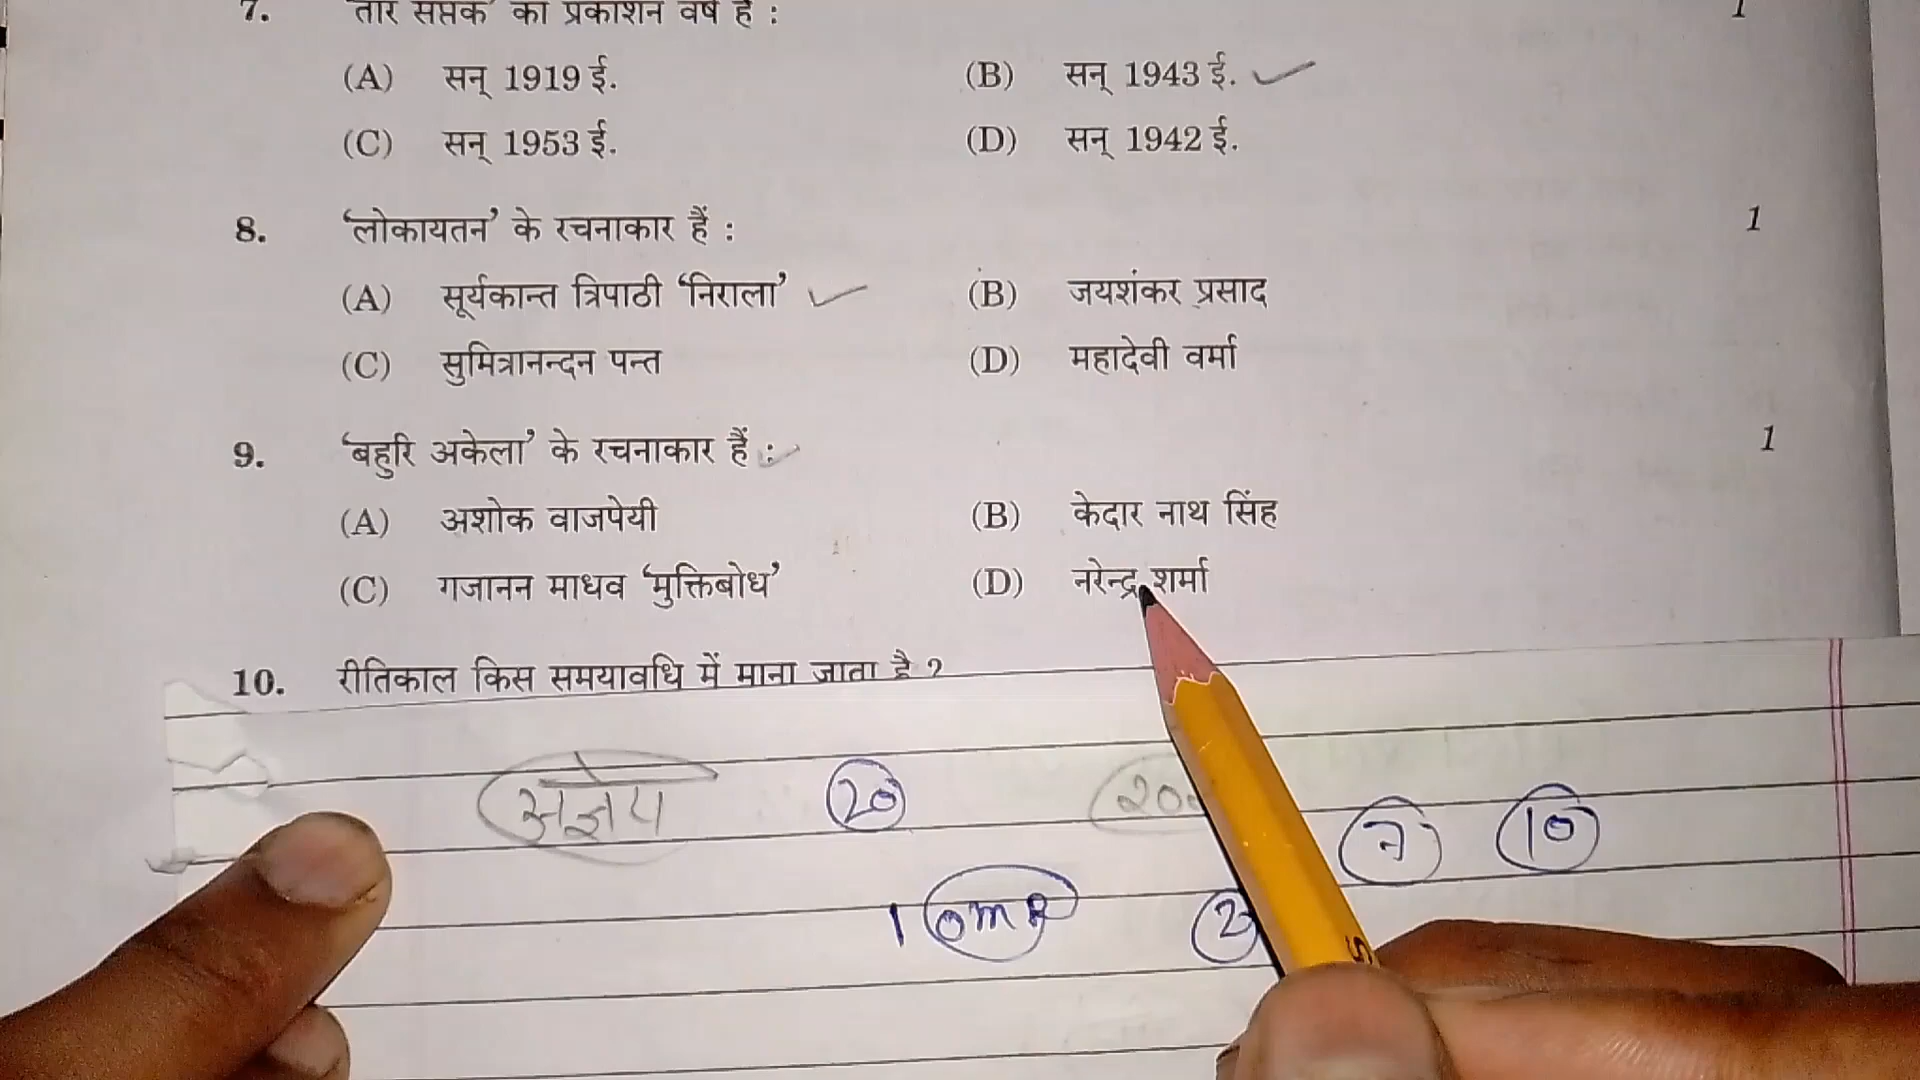 7. 'तार सप्तक' का प्रकाशन वर्ष है : 1
(A) सन् 1919 ई. (B) सन् 1943 ई.
(C) सन् 1953 ई. (D) सन् 1942 ई.
8. 'लोकायतन' के रचनाकार हैं : 1
(A) सूर्यकान्त त्रिपाठी 'निराला' (B) जयशंकर प्रसाद
(C) सुमित्रानन्दन पन्त (D) महादेवी वर्मा
9. 'बहुरि अकेला' के रचनाकार हैं : 1
(A) अशोक वाजपेयी (B) केदार नाथ सिंह
(C) गजानन माधव 'मुक्तिबोध' (D) नरेन्द्र शर्मा
10. रीतिकाल किस समयावधि में माना जाता है ?
अज्ञेय 20 10